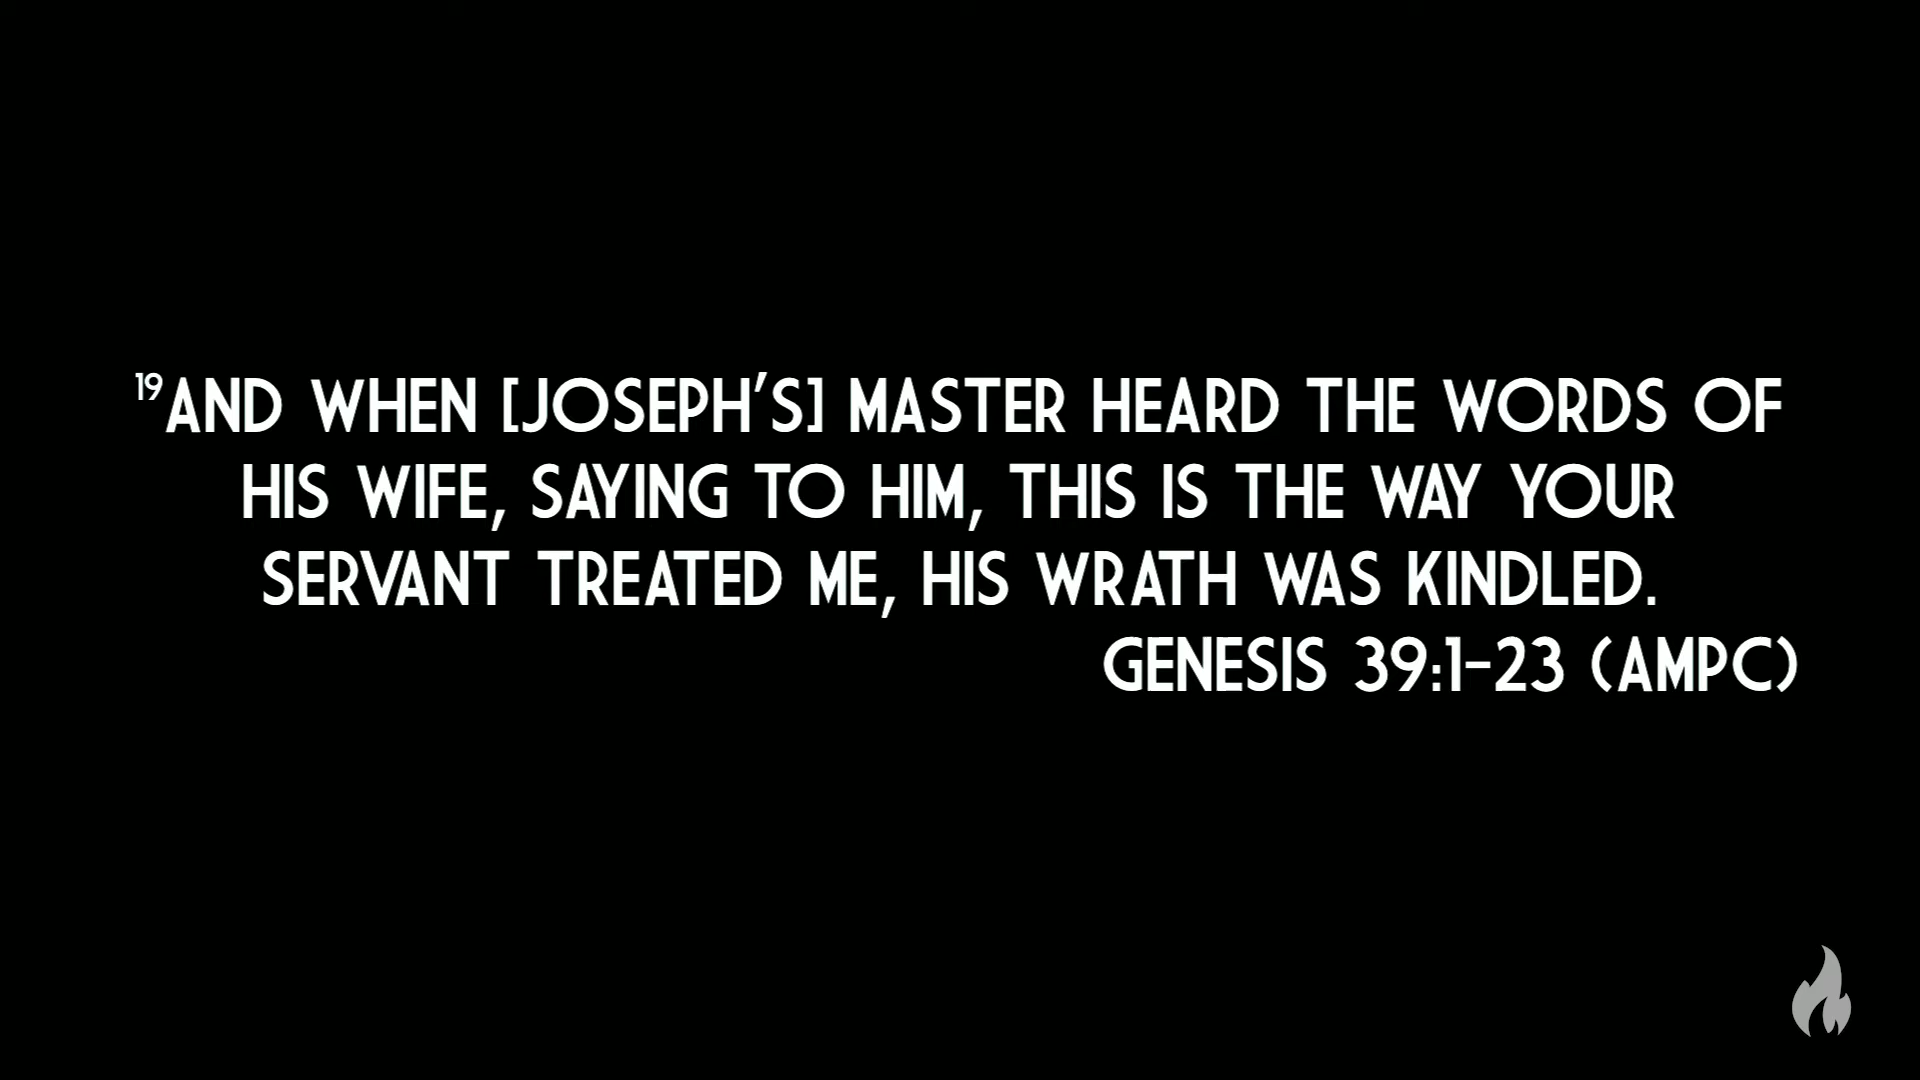 ¹⁹AND WHEN [JOSEPH'S] MASTER HEARD THE WORDS OF
HIS WIFE, SAYING TO HIM, THIS IS THE WAY YOUR
SERVANT TREATED ME, HIS WRATH WAS KINDLED.
GENESIS 39:1-23 (AMPC)